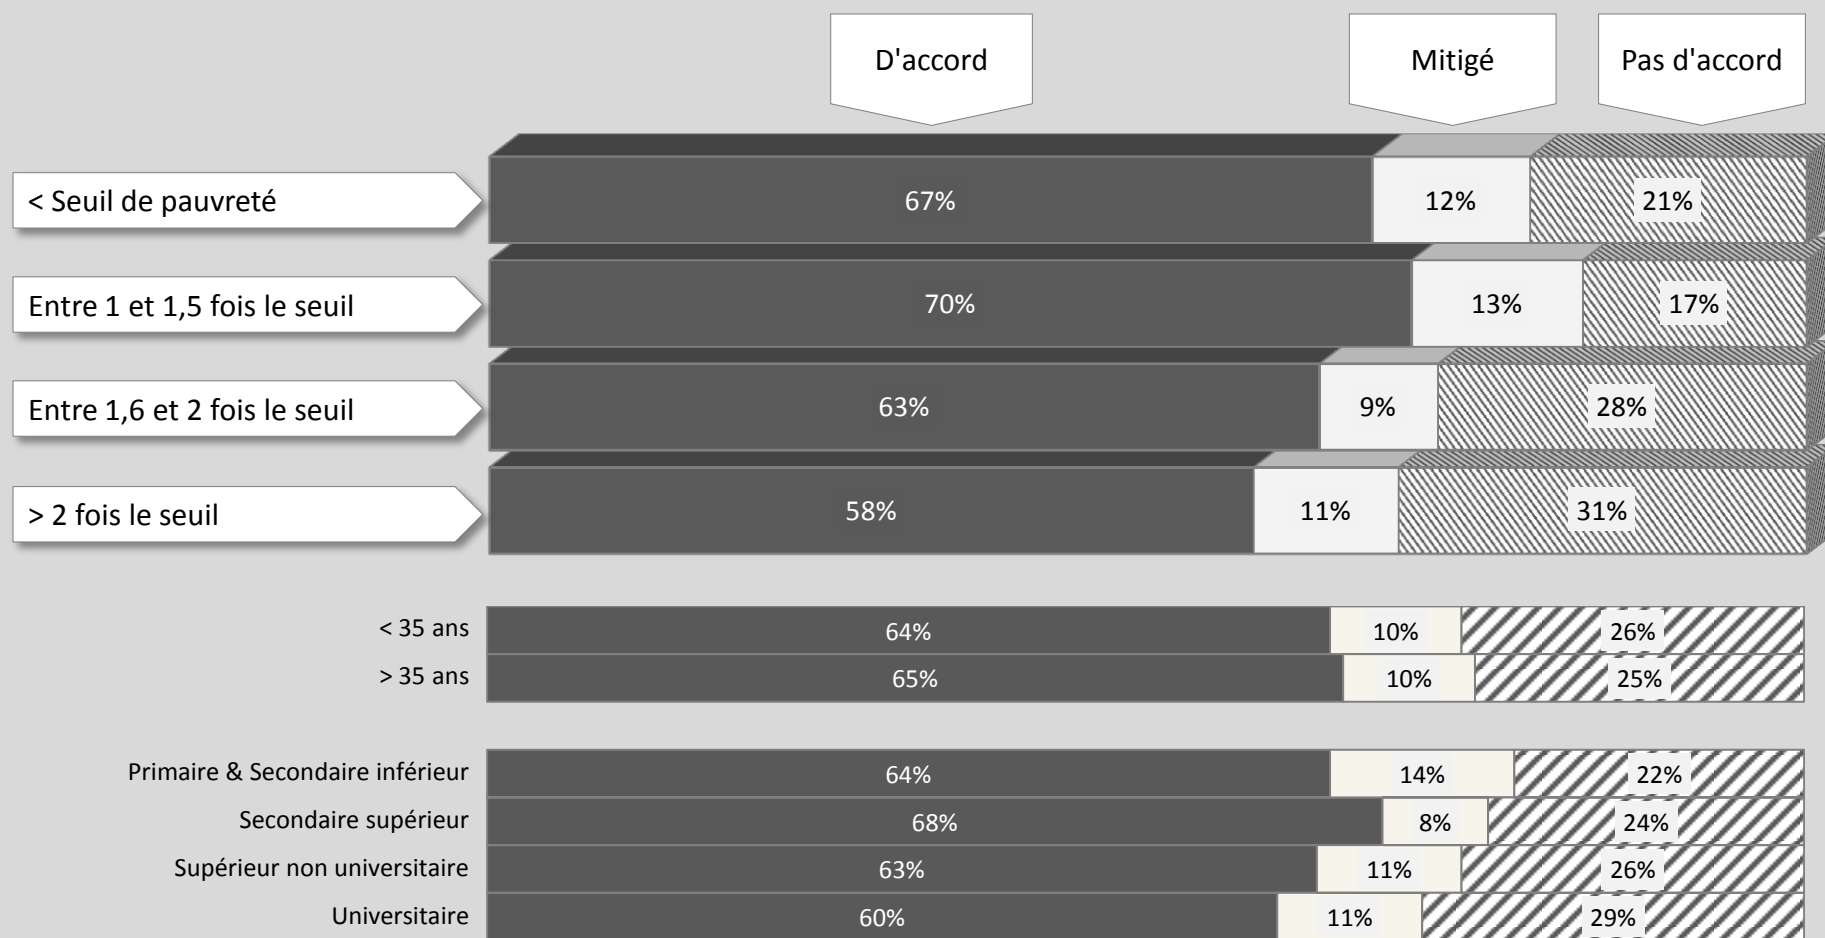 D'accord Mitigé Pas d'accord
< Seuil de pauvreté 67% 12% 21%
Entre 1 et 1,5 fois le seuil 70% 13% 17%
Entre 1,6 et 2 fois le seuil 63% 9% 28%
> 2 fois le seuil 58% 11% 31%
< 35 ans 64% 10% 26%
> 35 ans 65% 10% 25%
Primaire & Secondaire inférieur 64% 14% 22%
Secondaire supérieur 68% 8% 24%
Supérieur non universitaire 63% 11% 26%
Universitaire 60% 11% 29%